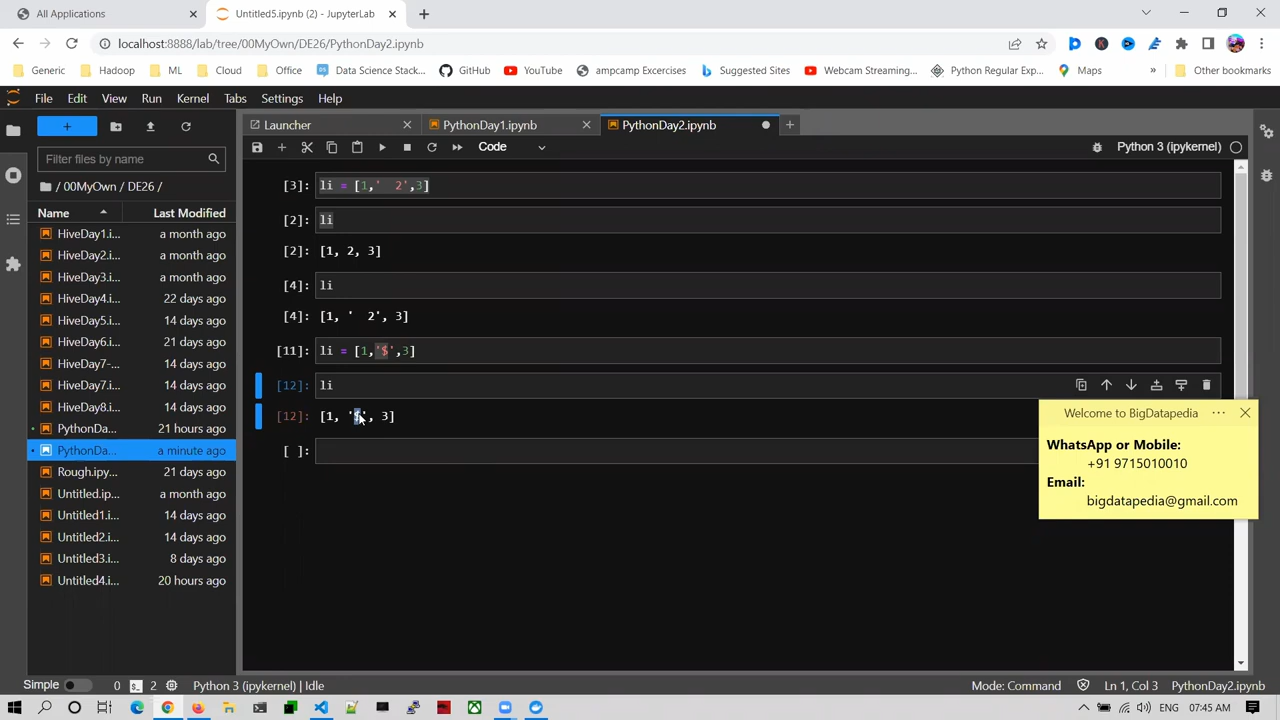 All Applications
Untitled5.ipynb (2) - JupyterLab
localhost:8888/lab/tree/00MyOwn/DE26/PythonDay2.ipynb
Generic Hadoop ML Cloud Office Data Science Stack... GitHub YouTube ampcamp Excercises Suggested Sites Webcam Streaming... Python Regular Exp... Maps » Other bookmarks
File Edit View Run Kernel Tabs Settings Help
Launcher PythonDay1.ipynb PythonDay2.ipynb
Code Python 3 (ipykernel)
Filter files by name
/ 00MyOwn / DE26 /
Name Last Modified
HiveDay1.i... a month ago
HiveDay2.i... a month ago
HiveDay3.i... a month ago
HiveDay4.i... 22 days ago
HiveDay5.i... 14 days ago
HiveDay6.i... 21 days ago
HiveDay7-... 14 days ago
HiveDay7.i... 14 days ago
HiveDay8.i... 14 days ago
PythonDa... 21 hours ago
PythonDa... a minute ago
Rough.ipy... 21 days ago
Untitled.ip... a month ago
Untitled1.i... 14 days ago
Untitled2.i... 14 days ago
Untitled3.i... 8 days ago
Untitled4.i... 20 hours ago
[3]: li = [1,'  2',3]
[2]: li
[2]: [1, 2, 3]
[4]: li
[4]: [1, '  2', 3]
[11]: li = [1,'$',3]
[12]: li
[12]: [1, '$', 3]
[ ]:
Welcome to BigDatapedia ...
WhatsApp or Mobile:
+91 9715010010
Email:
bigdatapedia@gmail.com
Simple 0 2 Python 3 (ipykernel) | Idle Mode: Command Ln 1, Col 3 PythonDay2.ipynb
ENG 07:45 AM